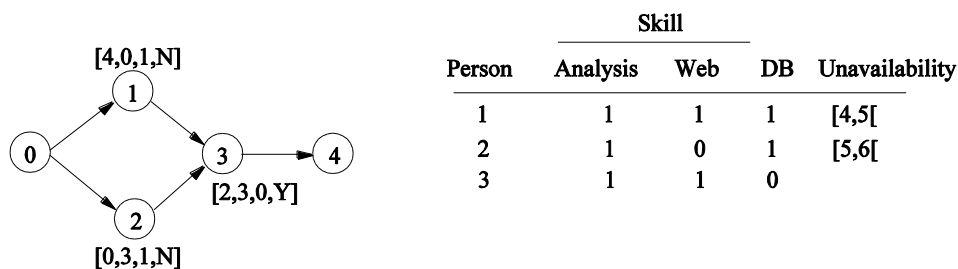 [4,0,1,N]
1
0
3
4
[2,3,0,Y]
2
[0,3,1,N]
Skill
Person Analysis Web DB Unavailability
1 1 1 1 [4,5[
2 1 0 1 [5,6[
3 1 1 0